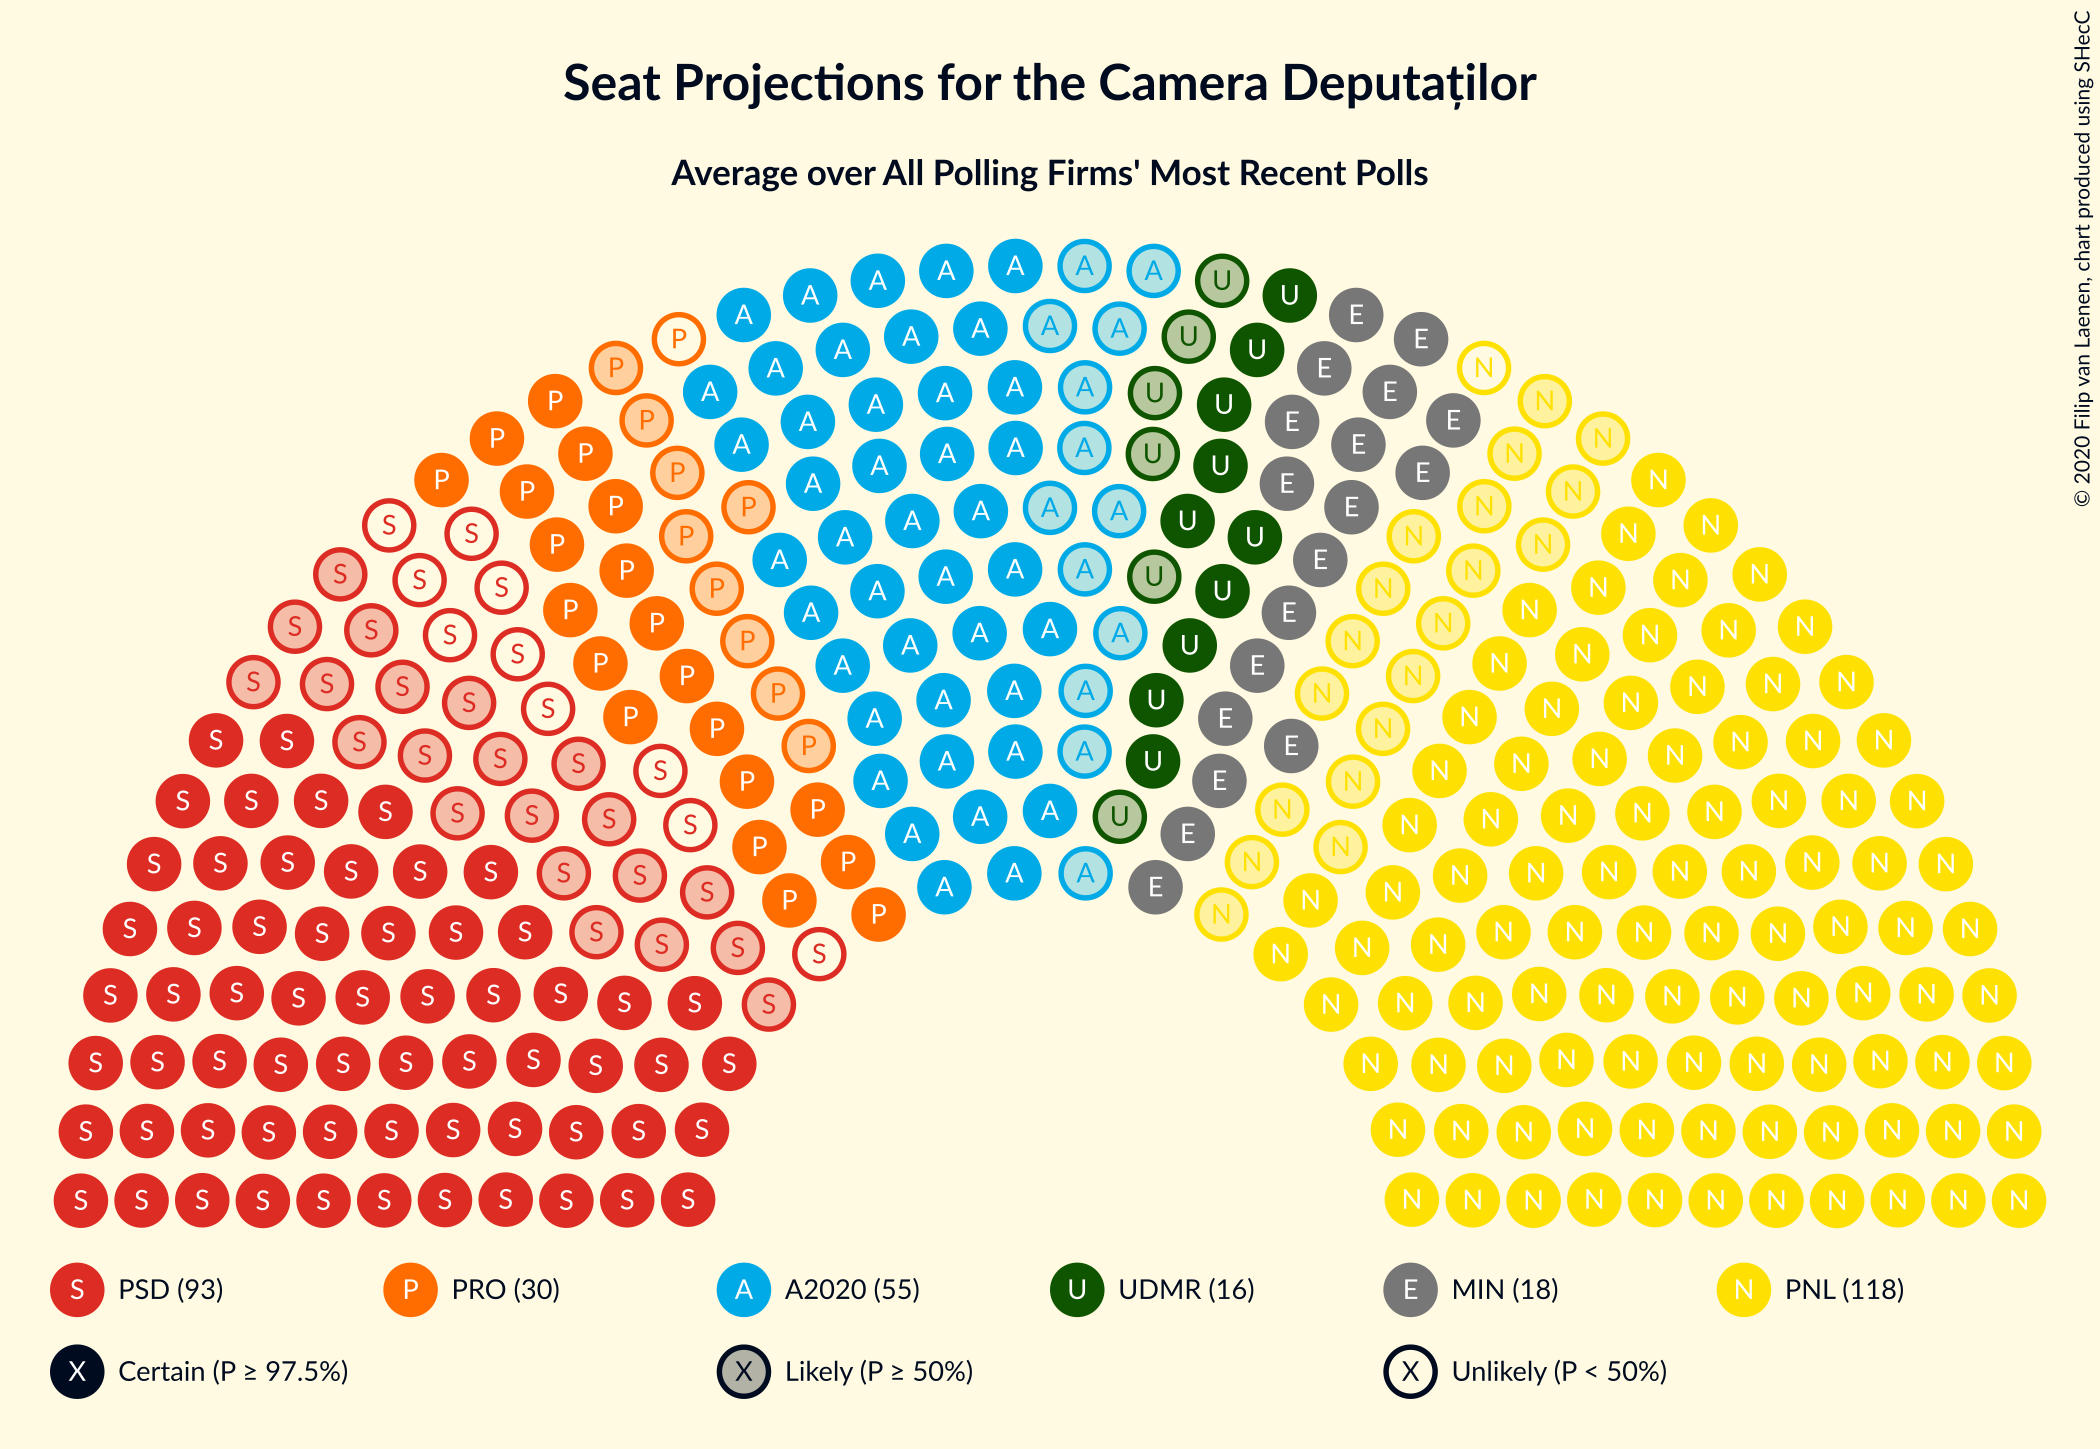 Seat Projections for the Camera Deputaților
Average over All Polling Firms' Most Recent Polls
© 2020 Filip van Laenen, chart produced using SHecC
S PSD (93) P PRO (30) A A2020 (55) U UDMR (16) E MIN (18) N PNL (118)
X Certain (P ≥ 97.5%) X Likely (P ≥ 50%) X Unlikely (P < 50%)